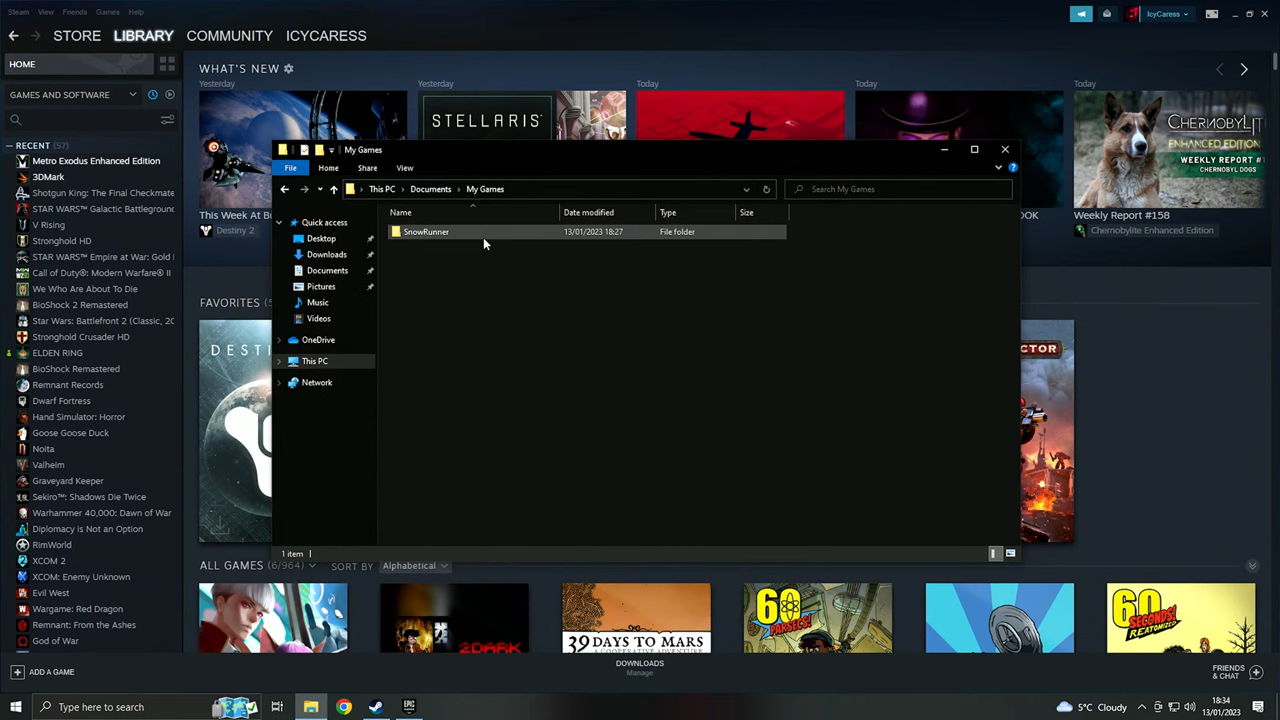 Steam View Friends Games Help
IcyCaress
STORE LIBRARY COMMUNITY ICYCARESS
HOME
WHAT'S NEW
GAMES AND SOFTWARE
Yesterday
Yesterday
Today
Today
Today
STELLARIS
CHERNOBYLITE
ENHANCED EDITION
WEEKLY REPORT #1
CHERNOBYL DOGS
This Week At B
Destiny 2
OOK
Weekly Report #158
Chernobylite Enhanced Edition
RECENT (57)
Metro Exodus Enhanced Edition
3DMark
Shotgun King: The Final Checkmate
STAR WARS™ Galactic Battleground
V Rising
Stronghold HD
STAR WARS™ Empire at War: Gold
Call of Duty®: Modern Warfare® II
We Who Are About To Die
BioShock 2 Remastered
Star Wars: Battlefront 2 (Classic, 20
Stronghold Crusader HD
ELDEN RING
BioShock Remastered
Remnant Records
Dwarf Fortress
Hand Simulator: Horror
Goose Goose Duck
Noita
Valheim
Graveyard Keeper
Sekiro™: Shadows Die Twice
Warhammer 40,000: Dawn of War
Diplomacy is Not an Option
RimWorld
XCOM 2
XCOM: Enemy Unknown
Evil West
Wargame: Red Dragon
Remnant: From the Ashes
God of War
My Games
File Home Share View
This PC Documents My Games
Search My Games
Name Date modified Type Size
SnowRunner 13/01/2023 18:27 File folder
Quick access
Desktop
Downloads
Documents
Pictures
Music
Videos
OneDrive
This PC
Network
1 item
FAVORITES (5
DEST
CTOR
ALL GAMES (6/964) SORT BY Alphabetical
2DARK
39 DAYS TO MARS
A COOPERATIVE ADVENTURE
60 PARSECS!
60 SECONDS!
REATOMIZED
ADD A GAME
DOWNLOADS
Manage
FRIENDS
& CHAT
Type here to search
EPIC
GAMES
5°C Cloudy
18:34
13/01/2023